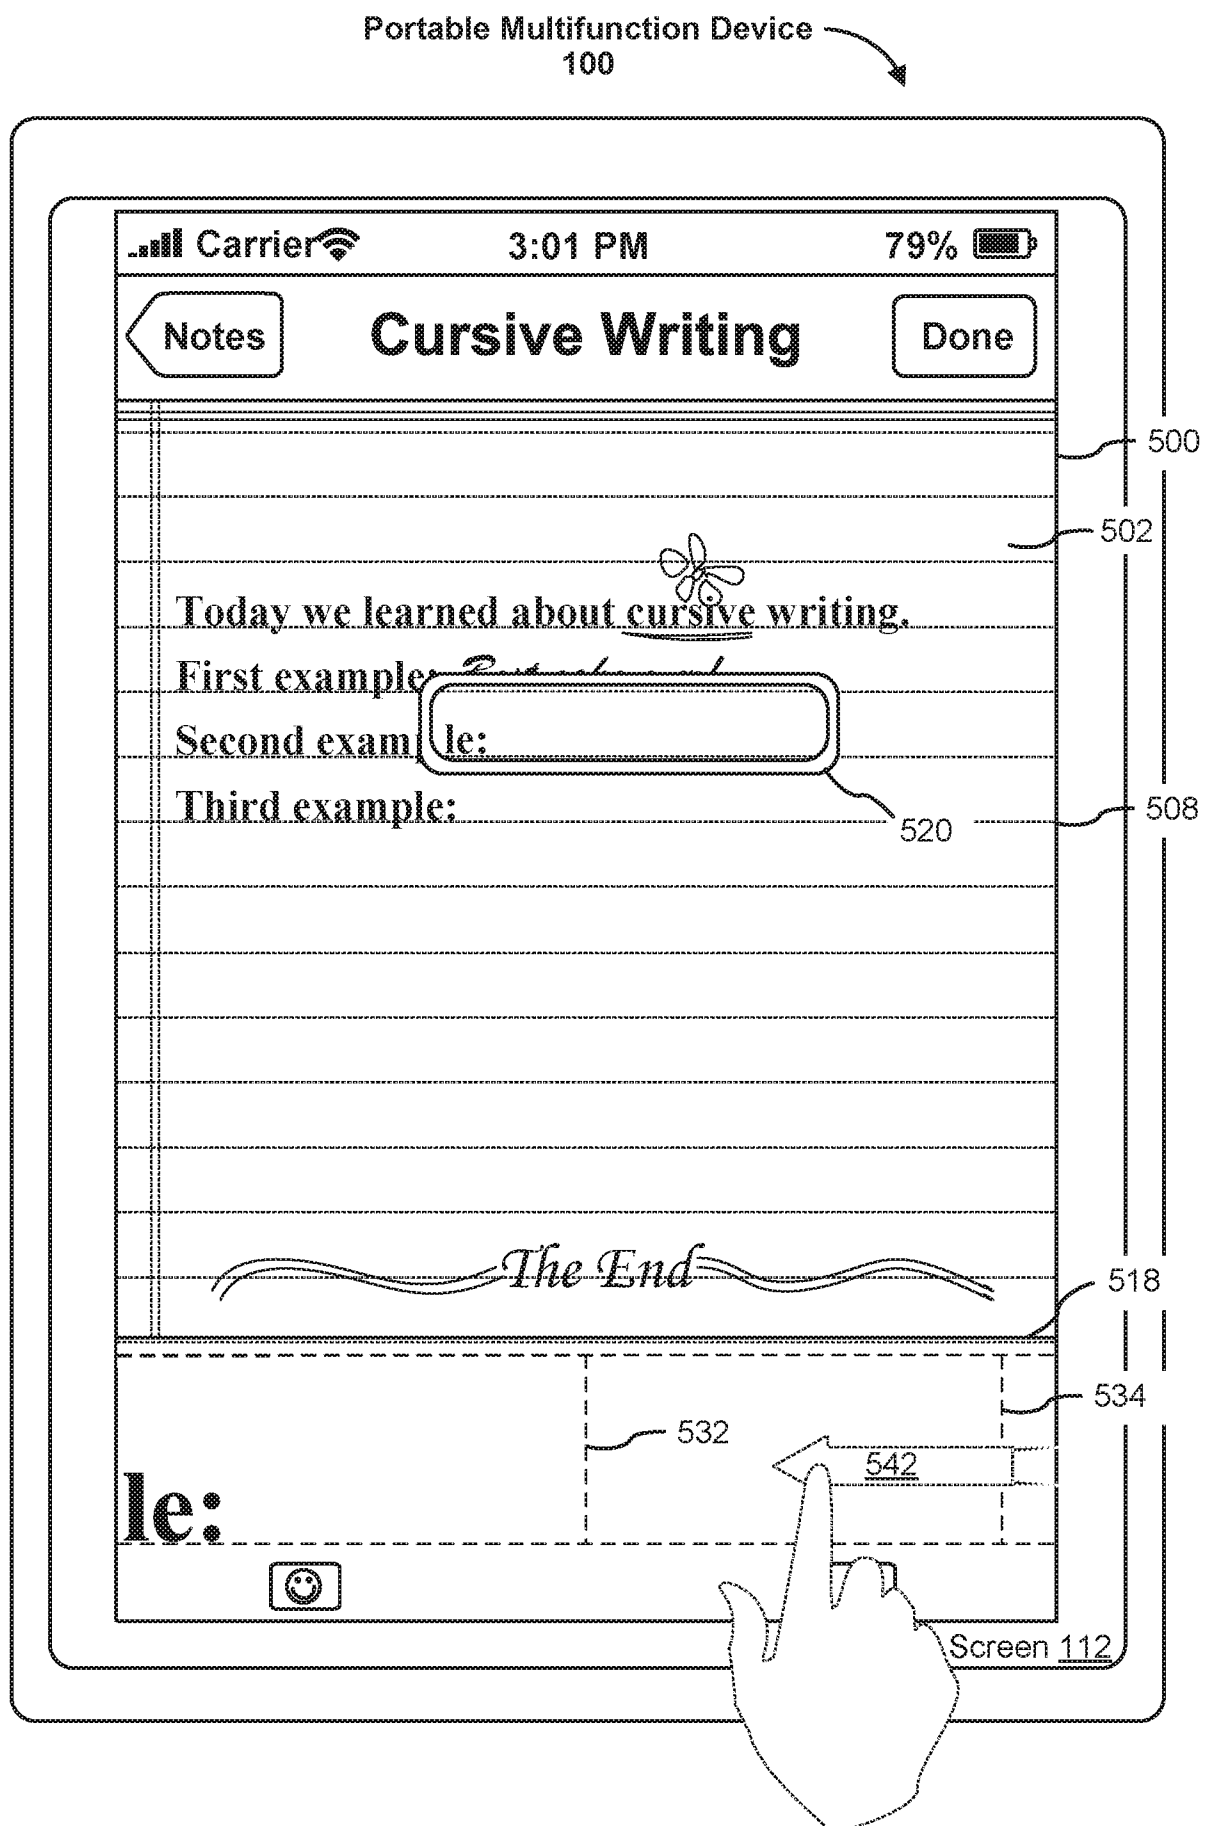 Portable Multifunction Device
100
Carrier 3:01 PM 79%
Notes Cursive Writing Done
500
502
Today we learned about cursive writing.
First example:
Second examp le:
Third example:
508
520
The End
518
534
532
542
le:
Screen 112